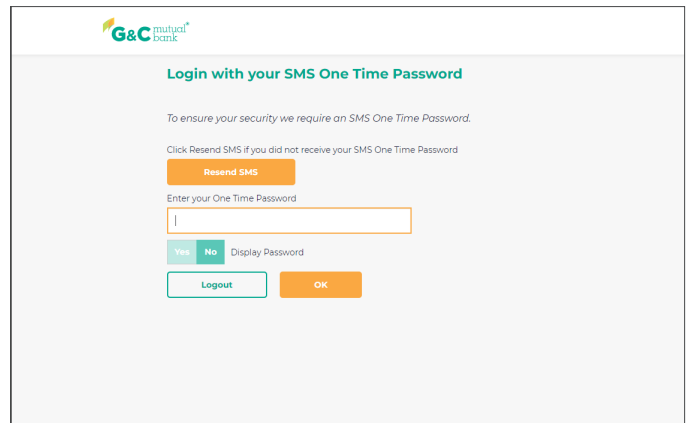 G&C mutual bank
Login with your SMS One Time Password
To ensure your security we require an SMS One Time Password.
Click Resend SMS if you did not receive your SMS One Time Password
Resend SMS
Enter your One Time Password
Yes No Display Password
Logout OK